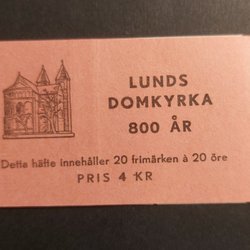 LUNDS
DOMKYRKA
800 ÅR
Detta häfte innehåller 20 frimärken à 20 öre
PRIS 4 KR